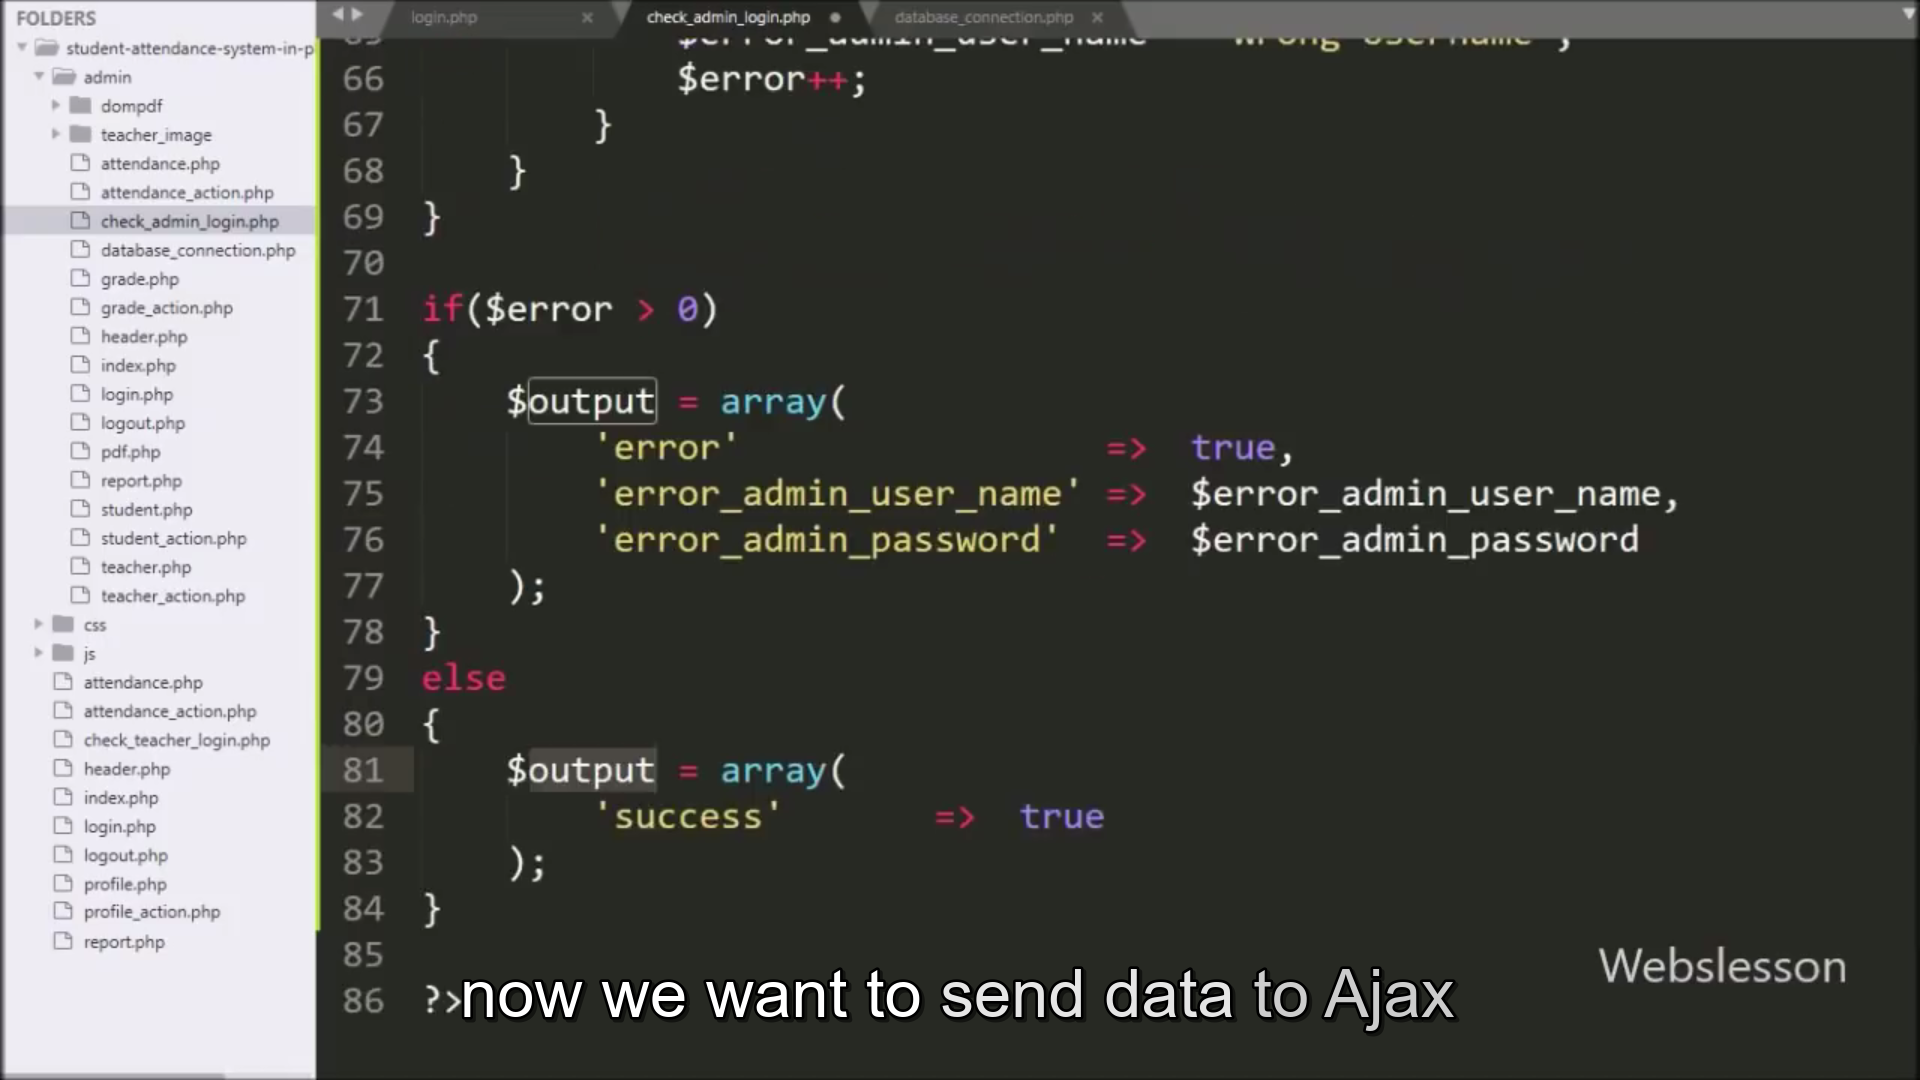 FOLDERS
student-attendance-system-in-p
admin
dompdf
teacher_image
attendance.php
attendance_action.php
check_admin_login.php
database_connection.php
grade.php
grade_action.php
header.php
index.php
login.php
logout.php
pdf.php
report.php
student.php
student_action.php
teacher.php
teacher_action.php
css
js
attendance.php
attendance_action.php
check_teacher_login.php
header.php
index.php
login.php
logout.php
profile.php
profile_action.php
report.php
login.php × check_admin_login.php ● database_connection.php ×
65 $error_admin_user_name "Wrong Username";
66 $error++;
67 }
68 }
69 }
70
71 if($error > 0)
72 {
73 $output = array(
74 'error' => true,
75 'error_admin_user_name' => $error_admin_user_name,
76 'error_admin_password' => $error_admin_password
77 );
78 }
79 else
80 {
81 $output = array(
82 'success' => true
83 );
84 }
85
86 ?>
Webslesson
now we want to send data to Ajax